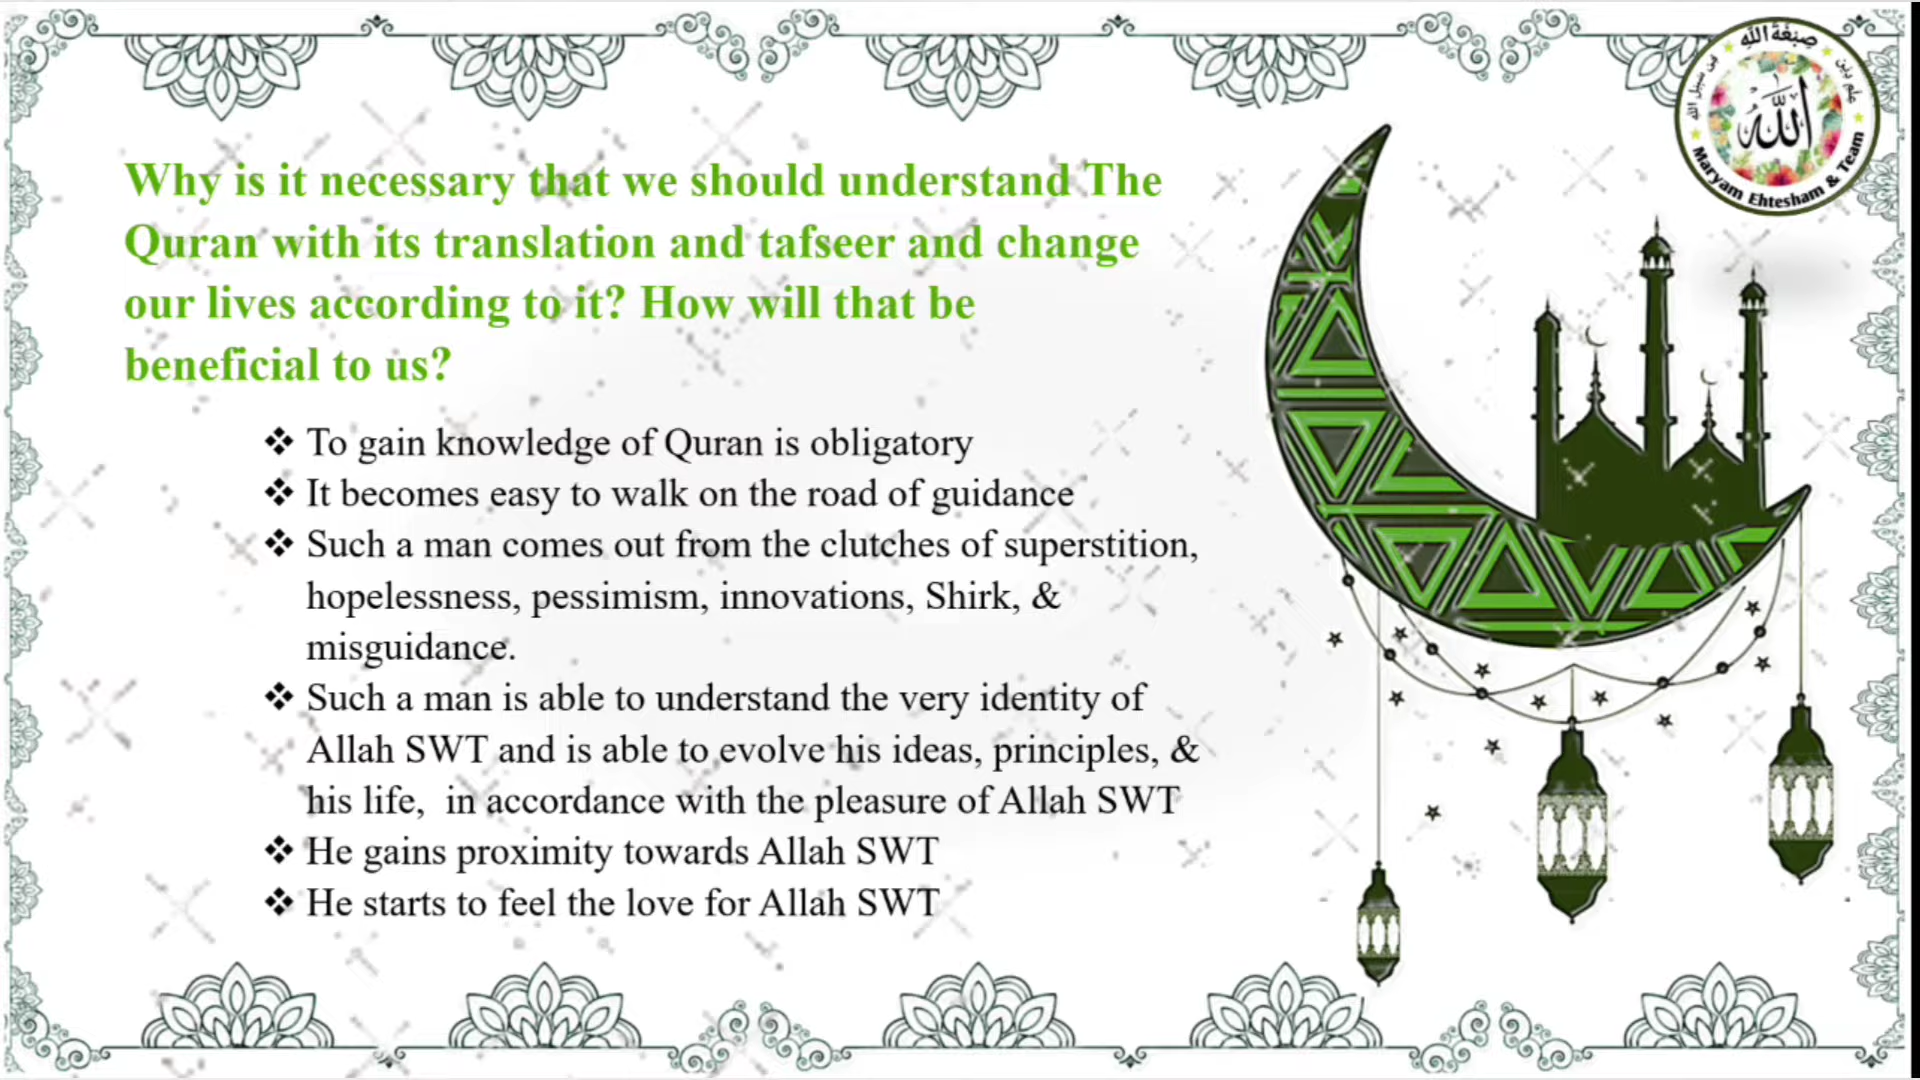 صِبْغَةَ اللَّهِ
علم دین
في سبيل الله
الله
Maryam Ehtesham & Team
Why is it necessary that we should understand The
Quran with its translation and tafseer and change
our lives according to it? How will that be
beneficial to us?
❖ To gain knowledge of Quran is obligatory
❖ It becomes easy to walk on the road of guidance
❖ Such a man comes out from the clutches of superstition,
hopelessness, pessimism, innovations, Shirk, &
misguidance.
❖ Such a man is able to understand the very identity of
Allah SWT and is able to evolve his ideas, principles, &
his life,  in accordance with the pleasure of Allah SWT
❖ He gains proximity towards Allah SWT
❖ He starts to feel the love for Allah SWT